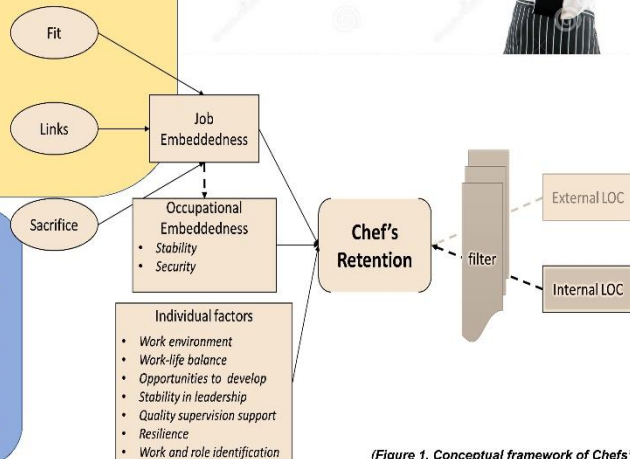 Fit
Links
Sacrifice
Job
Embeddedness
Occupational
Embeddedness
• Stability
• Security
Individual factors
• Work environment
• Work-life balance
• Opportunities to develop
• Stability in leadership
• Quality supervision support
• Resilience
• Work and role identification
Chef's
Retention
filter
External LOC
Internal LOC
(Figure 1. Conceptual framework of Chefs'